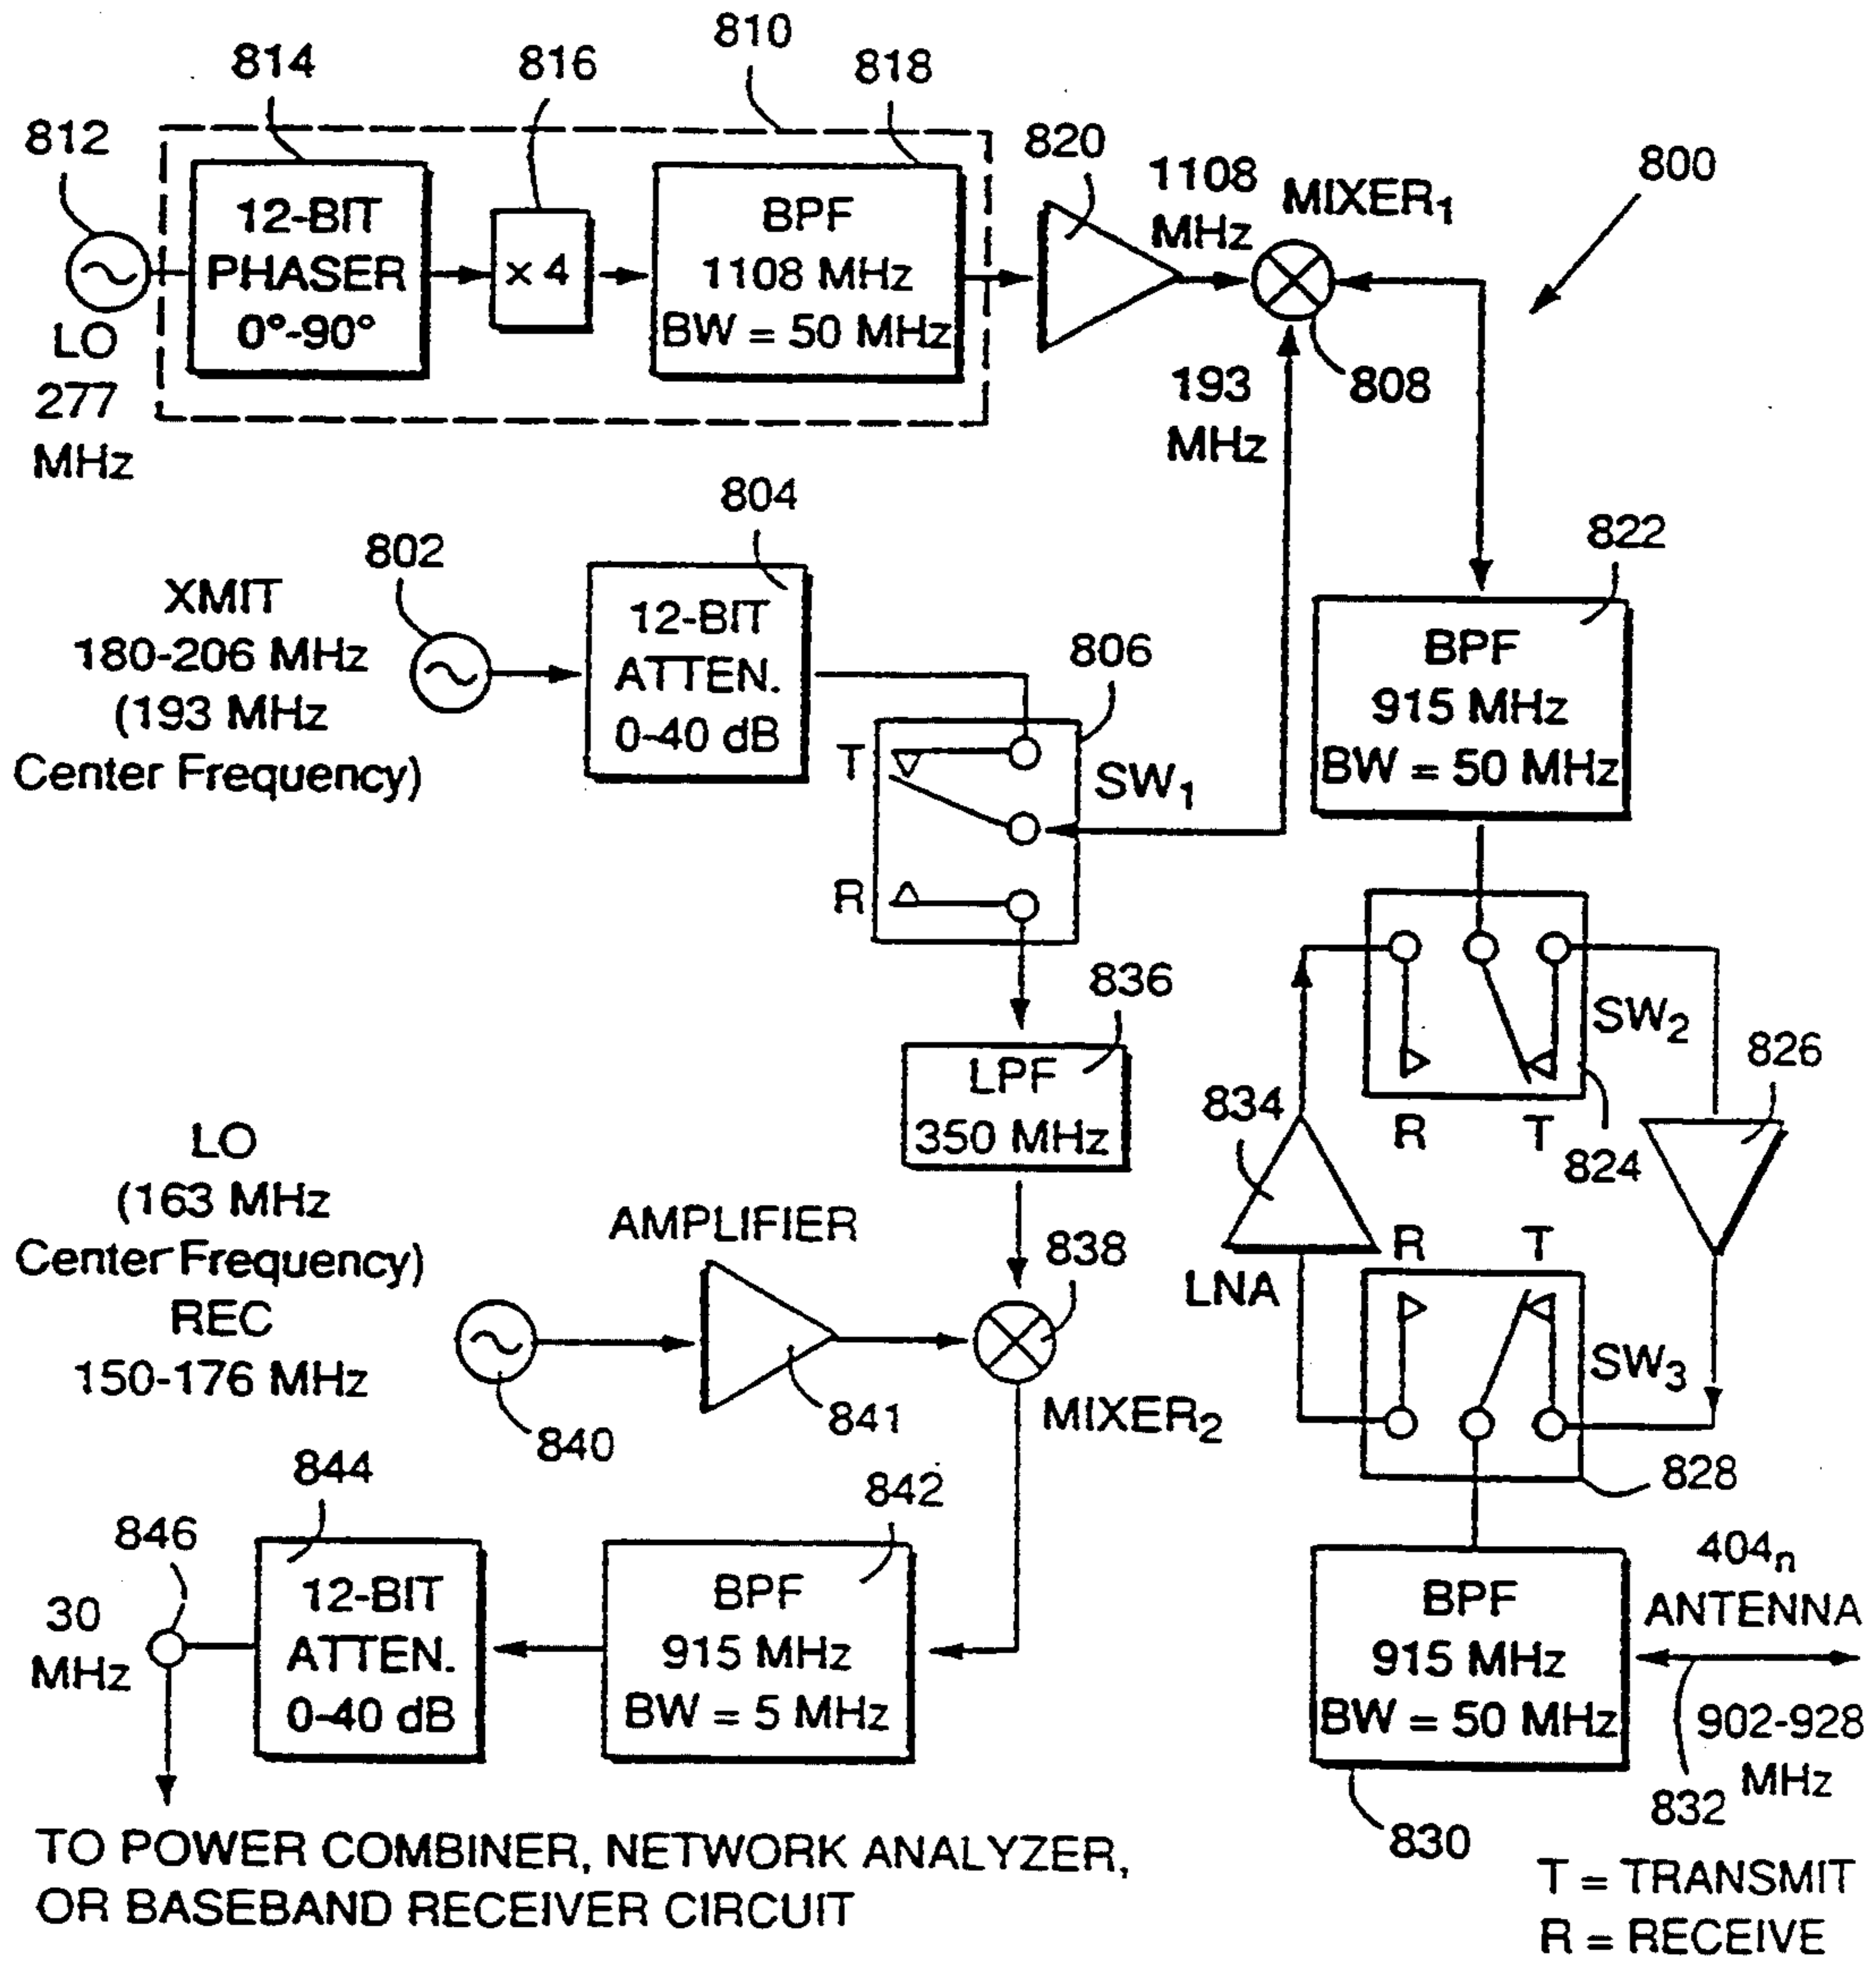 810
814
816
818
812
820
12-BIT
PHASER
0°-90°
× 4
BPF
1108 MHz
BW = 50 MHz
1108
MHz
MIXER1
800
LO
277
MHz
193
MHz
808
804
802
XMIT
180-206 MHz
(193 MHz
Center Frequency)
12-BIT
ATTEN.
0-40 dB
806
T
SW1
R
822
BPF
915 MHz
BW = 50 MHz
836
LPF
350 MHz
SW2
826
834
R
T
824
LO
(163 MHz
Center Frequency)
REC
150-176 MHz
AMPLIFIER
838
LNA
R
T
SW3
840
841
MIXER2
828
844
842
846
30
MHz
12-BIT
ATTEN.
0-40 dB
BPF
915 MHz
BW = 5 MHz
BPF
915 MHz
BW = 50 MHz
404n
ANTENNA
902-928
MHz
832
830
TO POWER COMBINER, NETWORK ANALYZER,
OR BASEBAND RECEIVER CIRCUIT
T = TRANSMIT
R = RECEIVE